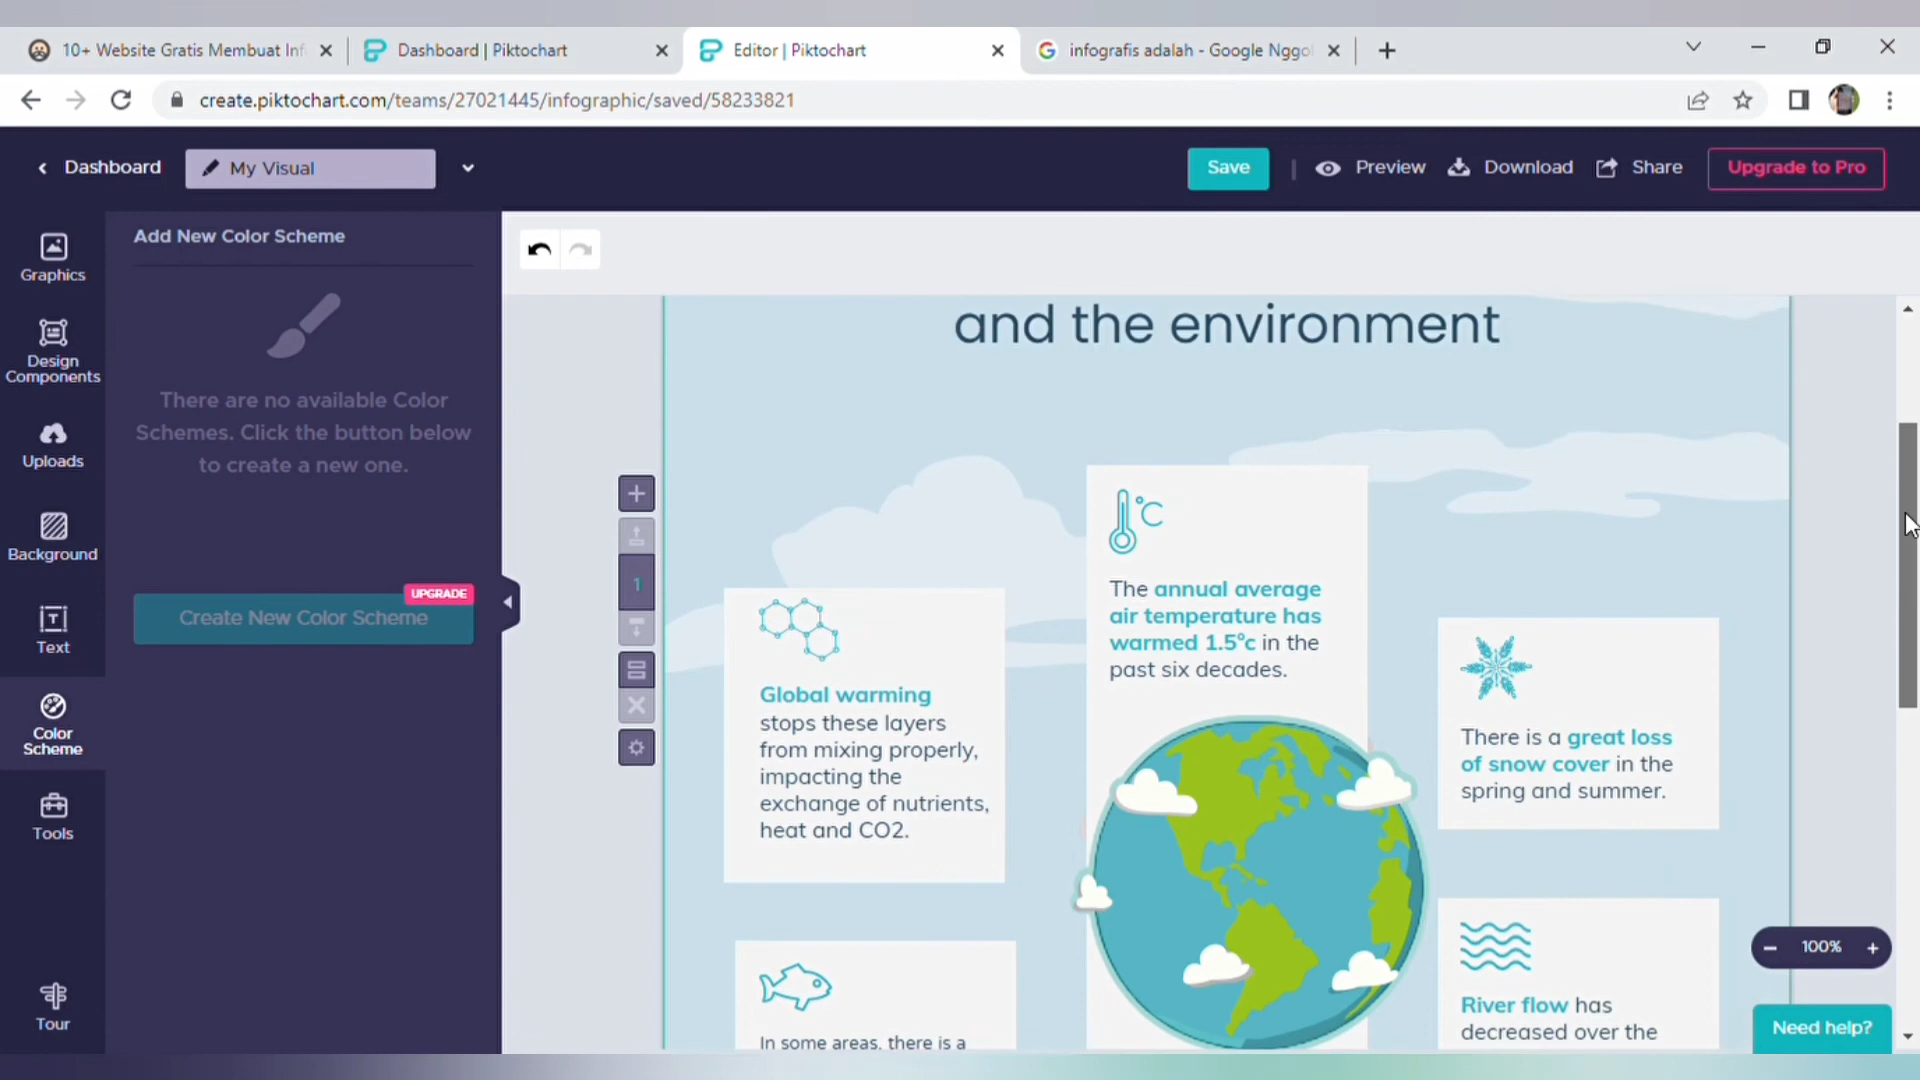 10+ Website Gratis Membuat Inf
Dashboard | Piktochart
Editor | Piktochart
infografis adalah - Google Nggol
create.piktochart.com/teams/27021445/infographic/saved/58233821
Dashboard
My Visual
Save
Preview
Download
Share
Upgrade to Pro
Graphics
Design
Components
Uploads
Background
Text
Color
Scheme
Tools
Tour
Add New Color Scheme
There are no available Color
Schemes. Click the button below
to create a new one.
UPGRADE
Create New Color Scheme
1
and the environment
Global warming
stops these layers
from mixing properly,
impacting the
exchange of nutrients,
heat and CO2.
°C
The annual average
air temperature has
warmed 1.5°c in the
past six decades.
There is a great loss
of snow cover in the
spring and summer.
In some areas, there is a
River flow has
decreased over the
100%
Need help?